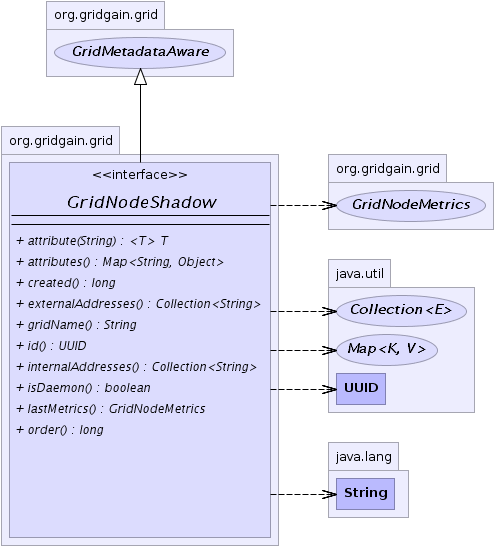 org.gridgain.grid
GridMetadataAware
org.gridgain.grid
<<interface>>
GridNodeShadow
+ attribute(String) : <T> T
+ attributes() : Map<String, Object>
+ created() : long
+ externalAddresses() : Collection<String>
+ gridName() : String
+ id() : UUID
+ internalAddresses() : Collection<String>
+ isDaemon() : boolean
+ lastMetrics() : GridNodeMetrics
+ order() : long
org.gridgain.grid
GridNodeMetrics
java.util
Collection<E>
Map<K, V>
UUID
java.lang
String